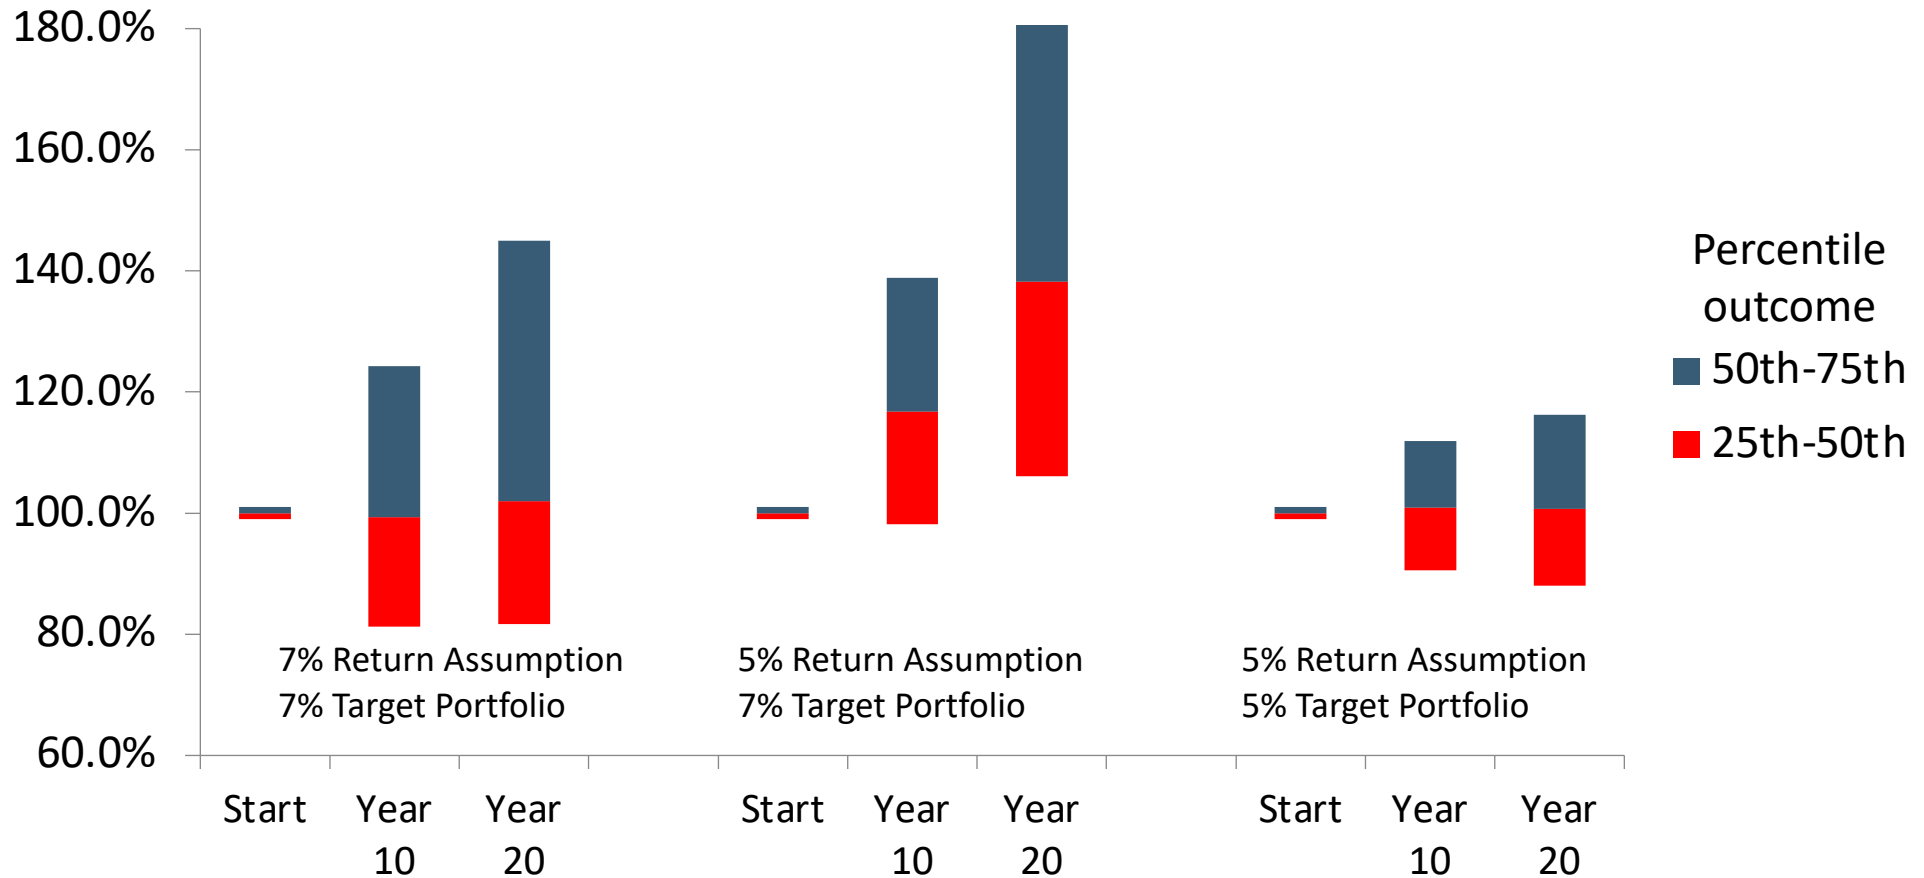 180.0%
160.0%
140.0%
120.0%
100.0%
80.0%
60.0%
7% Return Assumption
7% Target Portfolio
5% Return Assumption
7% Target Portfolio
5% Return Assumption
5% Target Portfolio
Start
Year
10
Year
20
Start
Year
10
Year
20
Start
Year
10
Year
20
Percentile
outcome
50th-75th
25th-50th